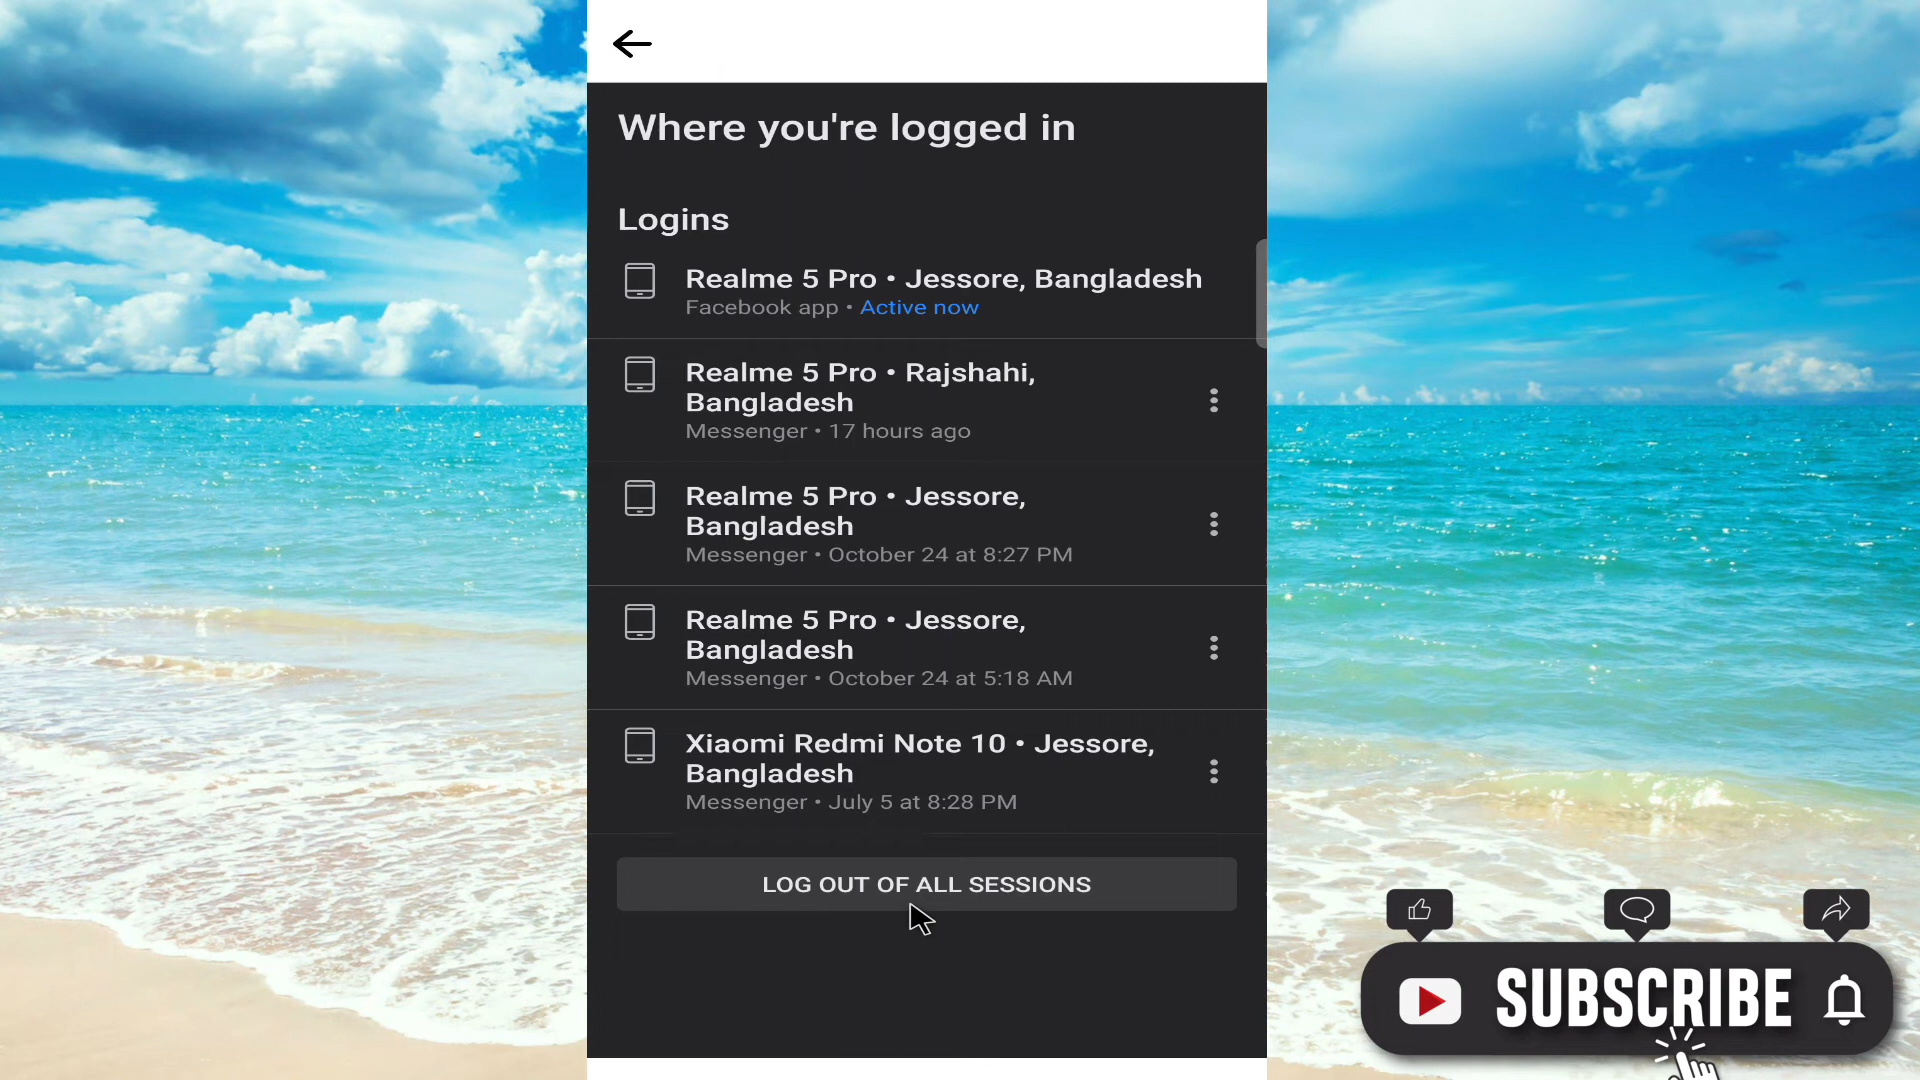 Where you're logged in
Logins
Realme 5 Pro • Jessore, Bangladesh
Facebook app • Active now
Realme 5 Pro • Rajshahi,
Bangladesh
Messenger • 17 hours ago
Realme 5 Pro • Jessore,
Bangladesh
Messenger • October 24 at 8:27 PM
Realme 5 Pro • Jessore,
Bangladesh
Messenger • October 24 at 5:18 AM
Xiaomi Redmi Note 10 • Jessore,
Bangladesh
Messenger • July 5 at 8:28 PM
LOG OUT OF ALL SESSIONS
SUBSCRIBE